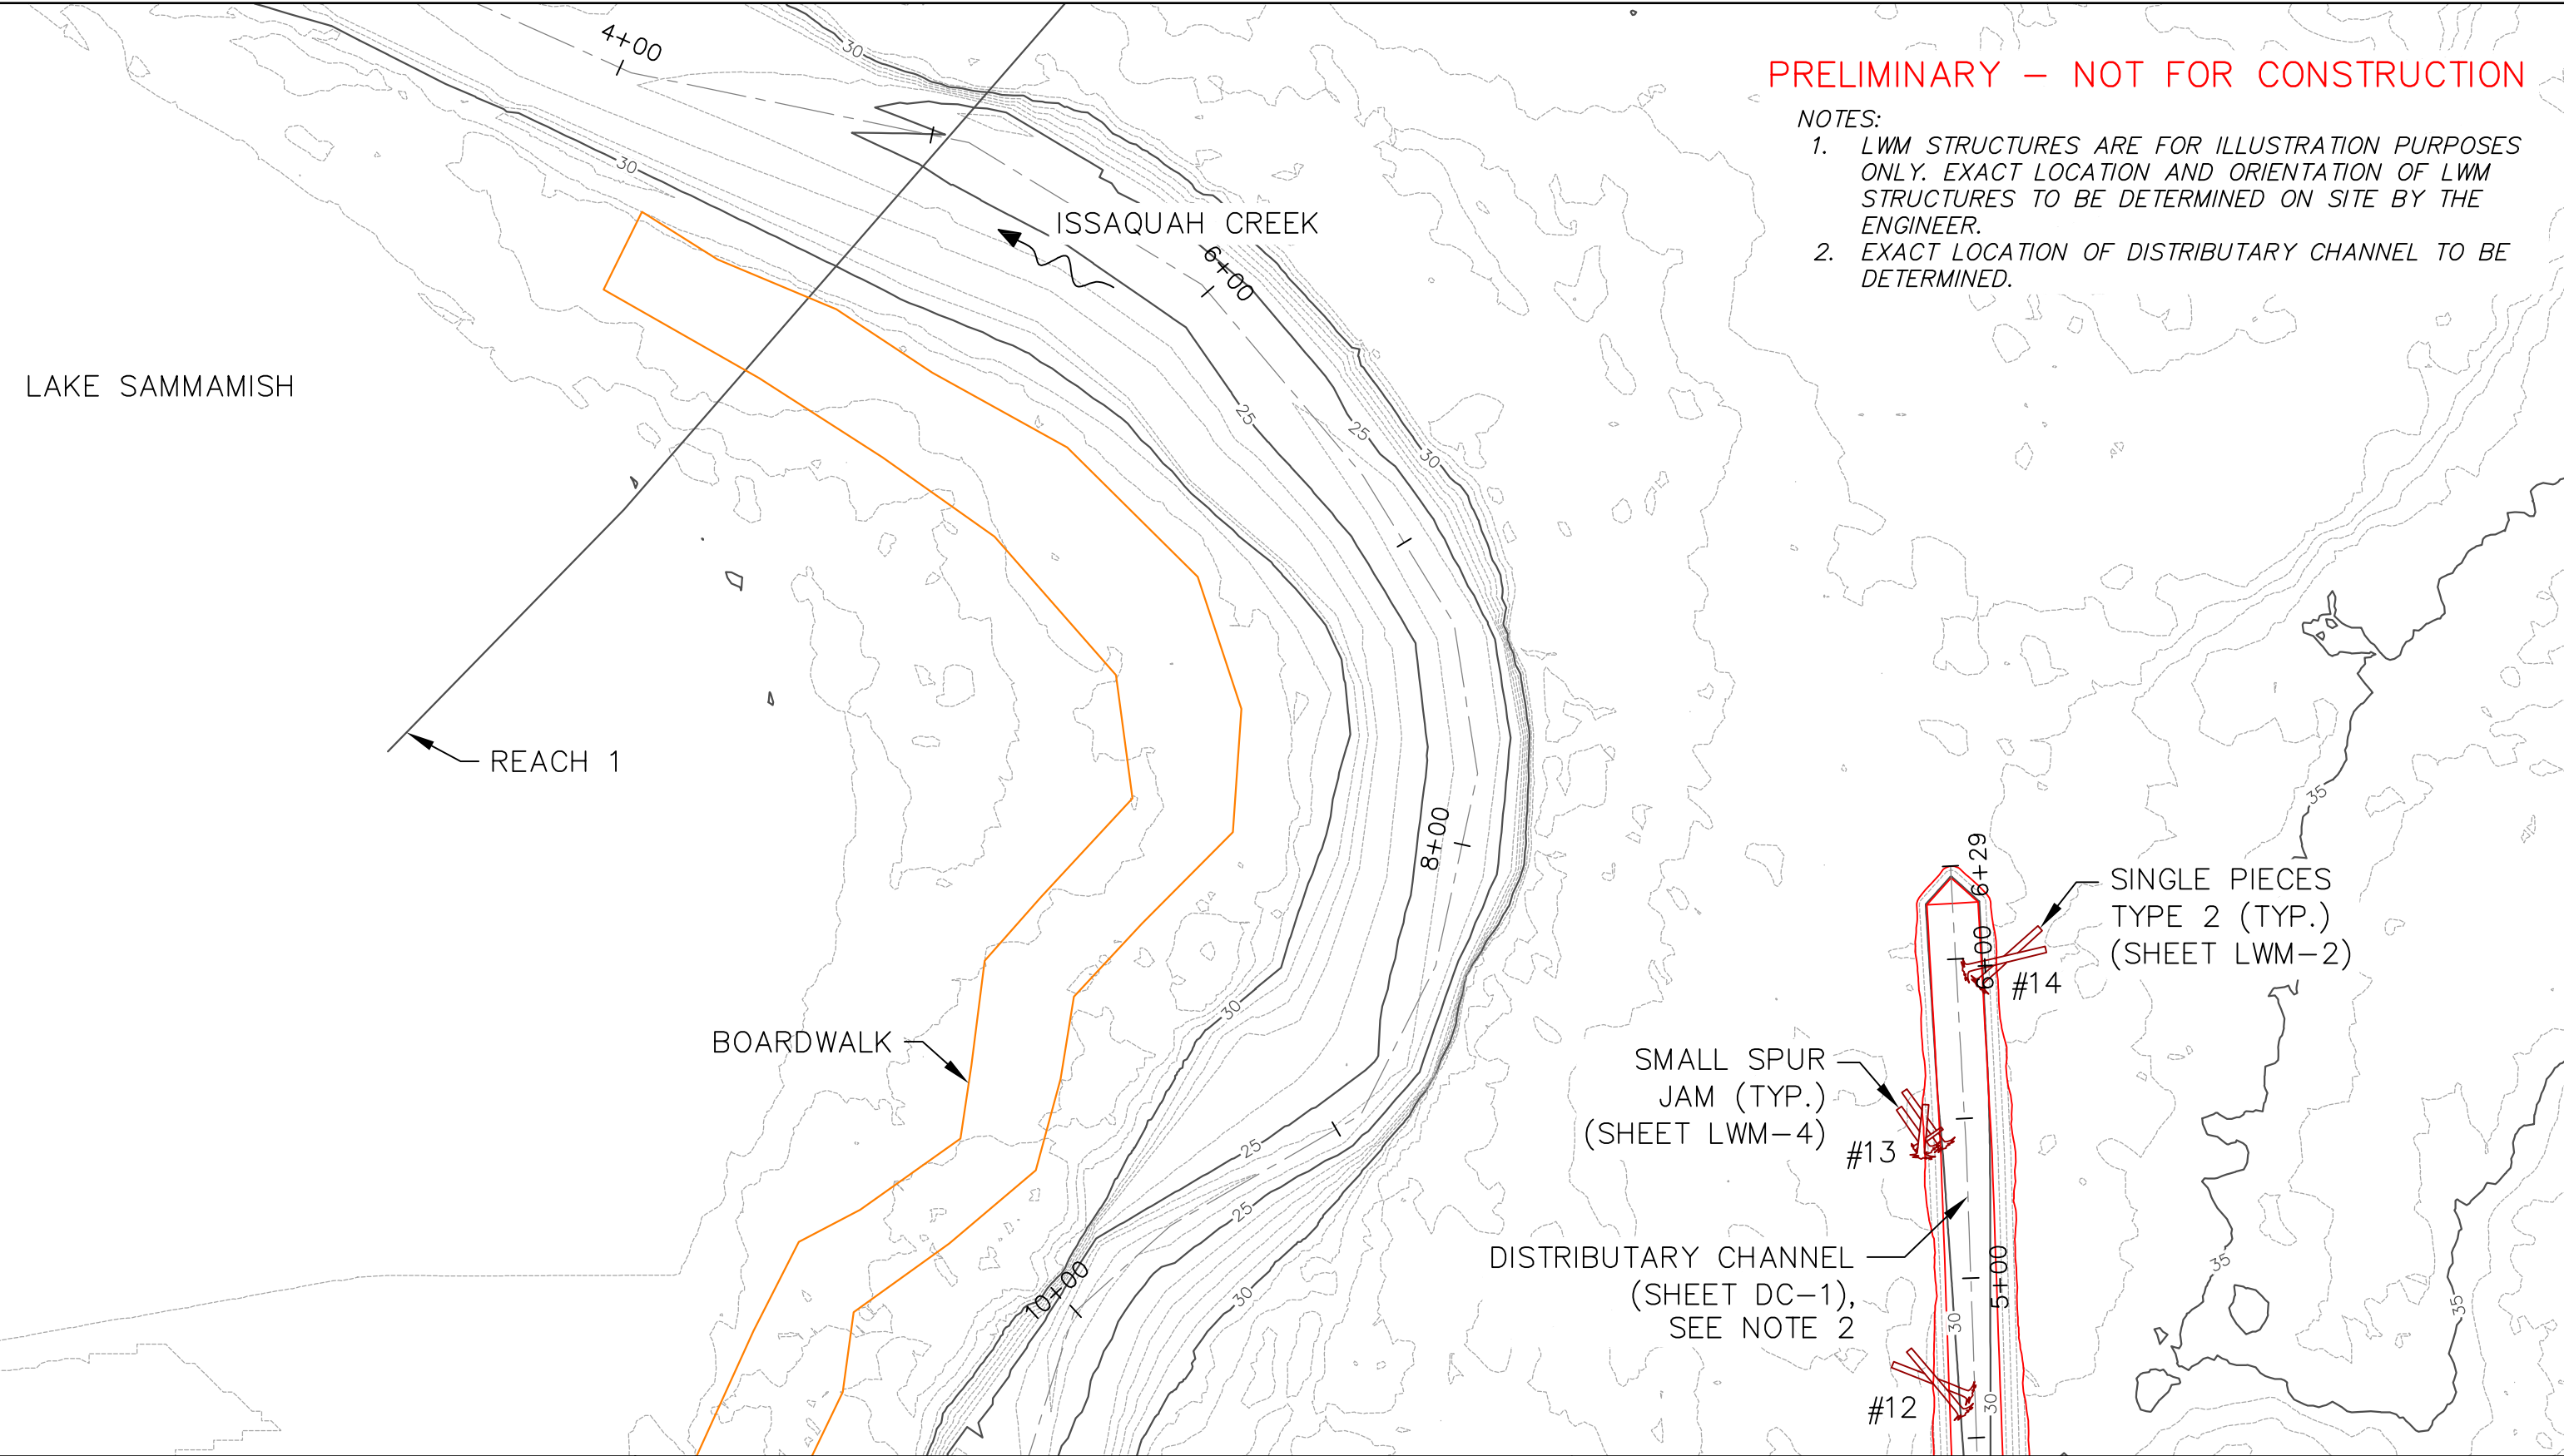 PRELIMINARY – NOT FOR CONSTRUCTION
NOTES:
1. LWM STRUCTURES ARE FOR ILLUSTRATION PURPOSES
ONLY. EXACT LOCATION AND ORIENTATION OF LWM
STRUCTURES TO BE DETERMINED ON SITE BY THE
ENGINEER.
2. EXACT LOCATION OF DISTRIBUTARY CHANNEL TO BE
DETERMINED.
4+00
30
30
ISSAQUAH CREEK
6+00
LAKE SAMMAMISH
25
25
30
REACH 1
35
8+00
6+29
SINGLE PIECES
TYPE 2 (TYP.)
(SHEET LWM–2)
6+00
#14
30
BOARDWALK
SMALL SPUR
JAM (TYP.)
(SHEET LWM–4)
#13
25
25
DISTRIBUTARY CHANNEL
(SHEET DC–1),
SEE NOTE 2
5+00
35
10+00
30
30
35
30
#12